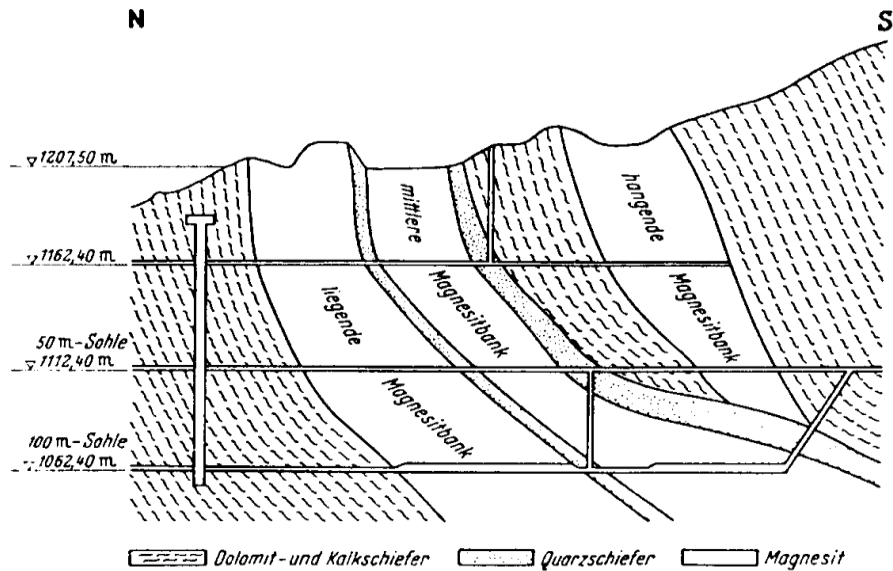 N
S
1207,50 m
mittlere
hangende
1162,40 m
liegende
Magnesitbank
Magnesitbank
50 m-Sohle
1112,40 m
Magnesitbank
100 m-Sohle
1062,40 m
Dolomit- und Kalkschiefer
Quarzschiefer
Magnesit